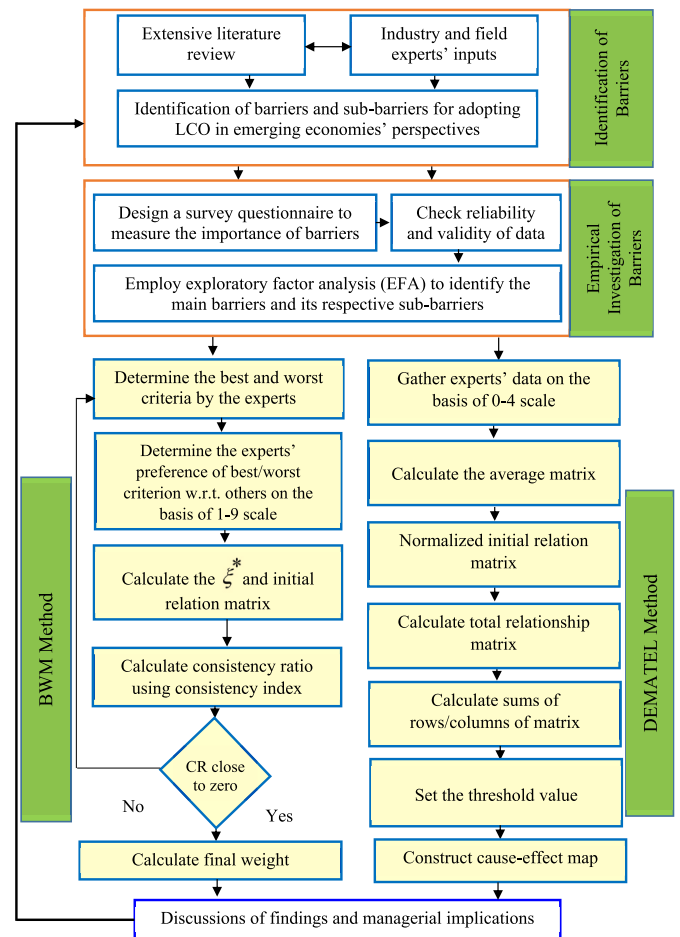 Extensive literature
review
Industry and field
experts' inputs
Identification of barriers and sub-barriers for adopting
LCO in emerging economies' perspectives
Identification of
Barriers
Design a survey questionnaire to
measure the importance of barriers
Check reliability
and validity of data
Employ exploratory factor analysis (EFA) to identify the
main barriers and its respective sub-barriers
Empirical
Investigation of
Barriers
Determine the best and worst
criteria by the experts
Determine the experts'
preference of best/worst
criterion w.r.t. others on the
basis of 1-9 scale
Calculate the ξ* and initial
relation matrix
Calculate consistency ratio
using consistency index
CR close
to zero
No
Yes
Calculate final weight
BWM Method
Gather experts' data on the
basis of 0-4 scale
Calculate the average matrix
Normalized initial relation
matrix
Calculate total relationship
matrix
Calculate sums of
rows/columns of matrix
Set the threshold value
Construct cause-effect map
DEMATEL Method
Discussions of findings and managerial implications